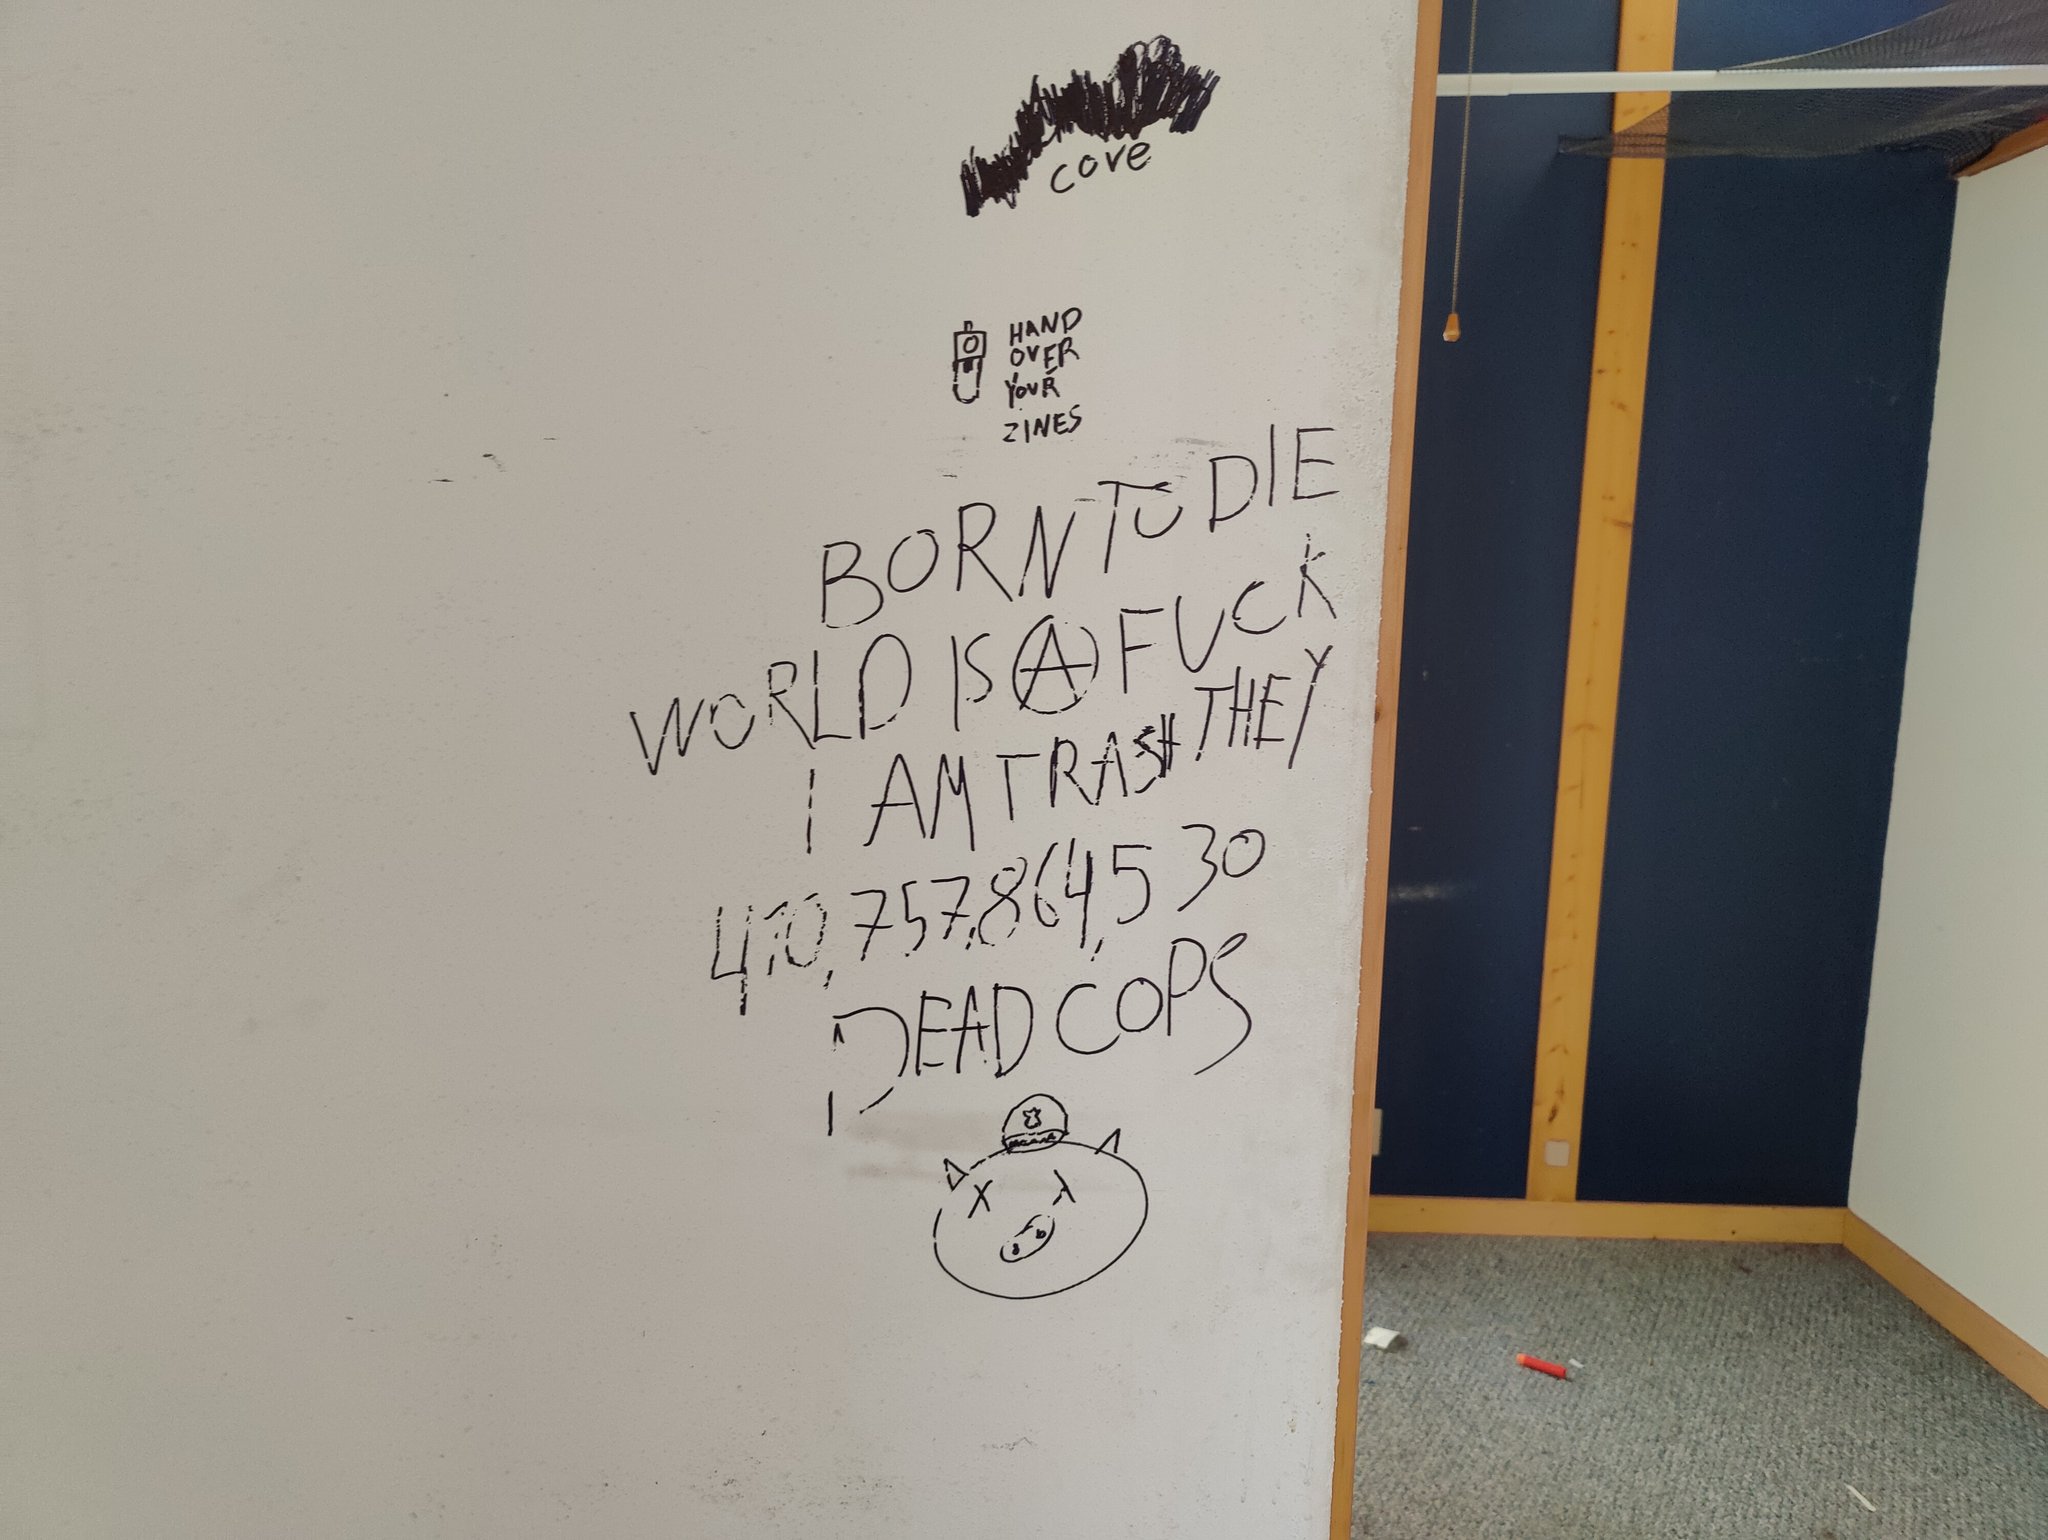 cove
HAND
OVER
YOUR
ZINES
BORN TO DIE
WORLD IS A FUCK
I AM TRASH THEY
410,757,864,530
DEAD COPS